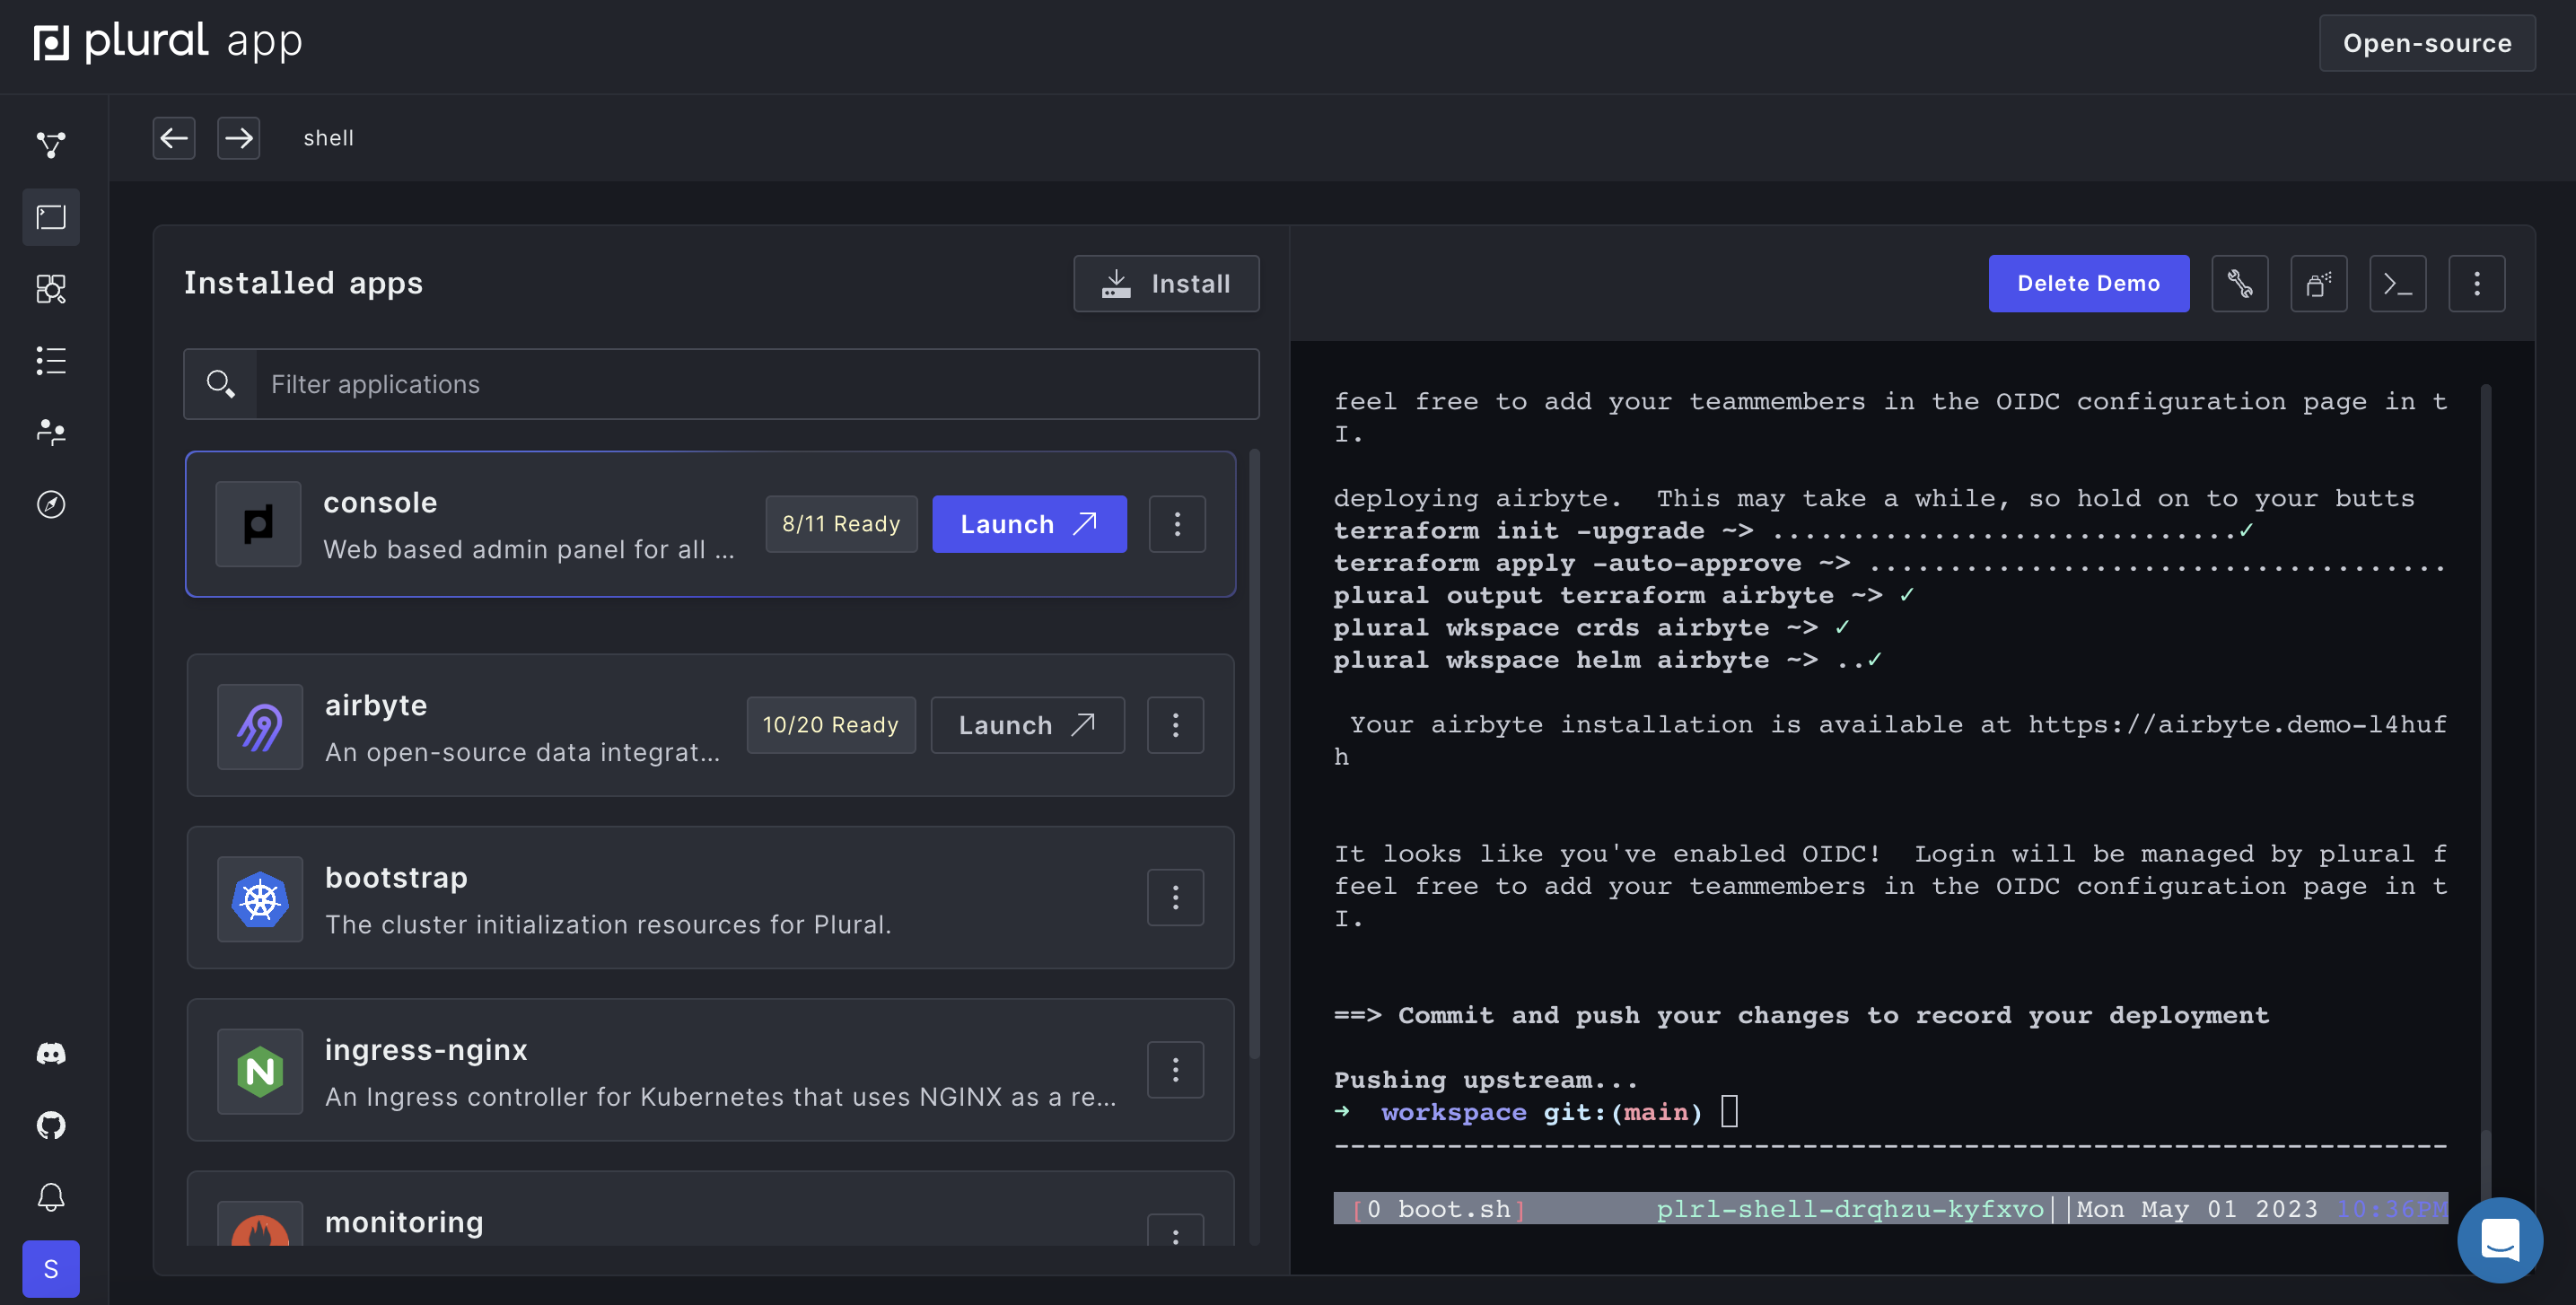 plural app
Open-source
shell
Installed apps
Install
Filter applications
console
Web based admin panel for all ...
8/11 Ready
Launch
airbyte
An open-source data integrat...
10/20 Ready
Launch
bootstrap
The cluster initialization resources for Plural.
ingress-nginx
An Ingress controller for Kubernetes that uses NGINX as a re...
monitoring
S
Delete Demo
feel free to add your teammembers in the OIDC configuration page in t
I.
deploying airbyte.  This may take a while, so hold on to your butts
terraform init -upgrade ~> .............................✓
terraform apply -auto-approve ~> ....................................
plural output terraform airbyte ~> ✓
plural wkspace crds airbyte ~> ✓
plural wkspace helm airbyte ~> ..✓
Your airbyte installation is available at https://airbyte.demo-l4huf
h
It looks like you've enabled OIDC!  Login will be managed by plural f
feel free to add your teammembers in the OIDC configuration page in t
I.
==> Commit and push your changes to record your deployment
Pushing upstream...
➜  workspace git:(main)
---------------------------------------------------------------------
[0 boot.sh]        plrl-shell-drqhzu-kyfxvo||Mon May 01 2023 10:36PM